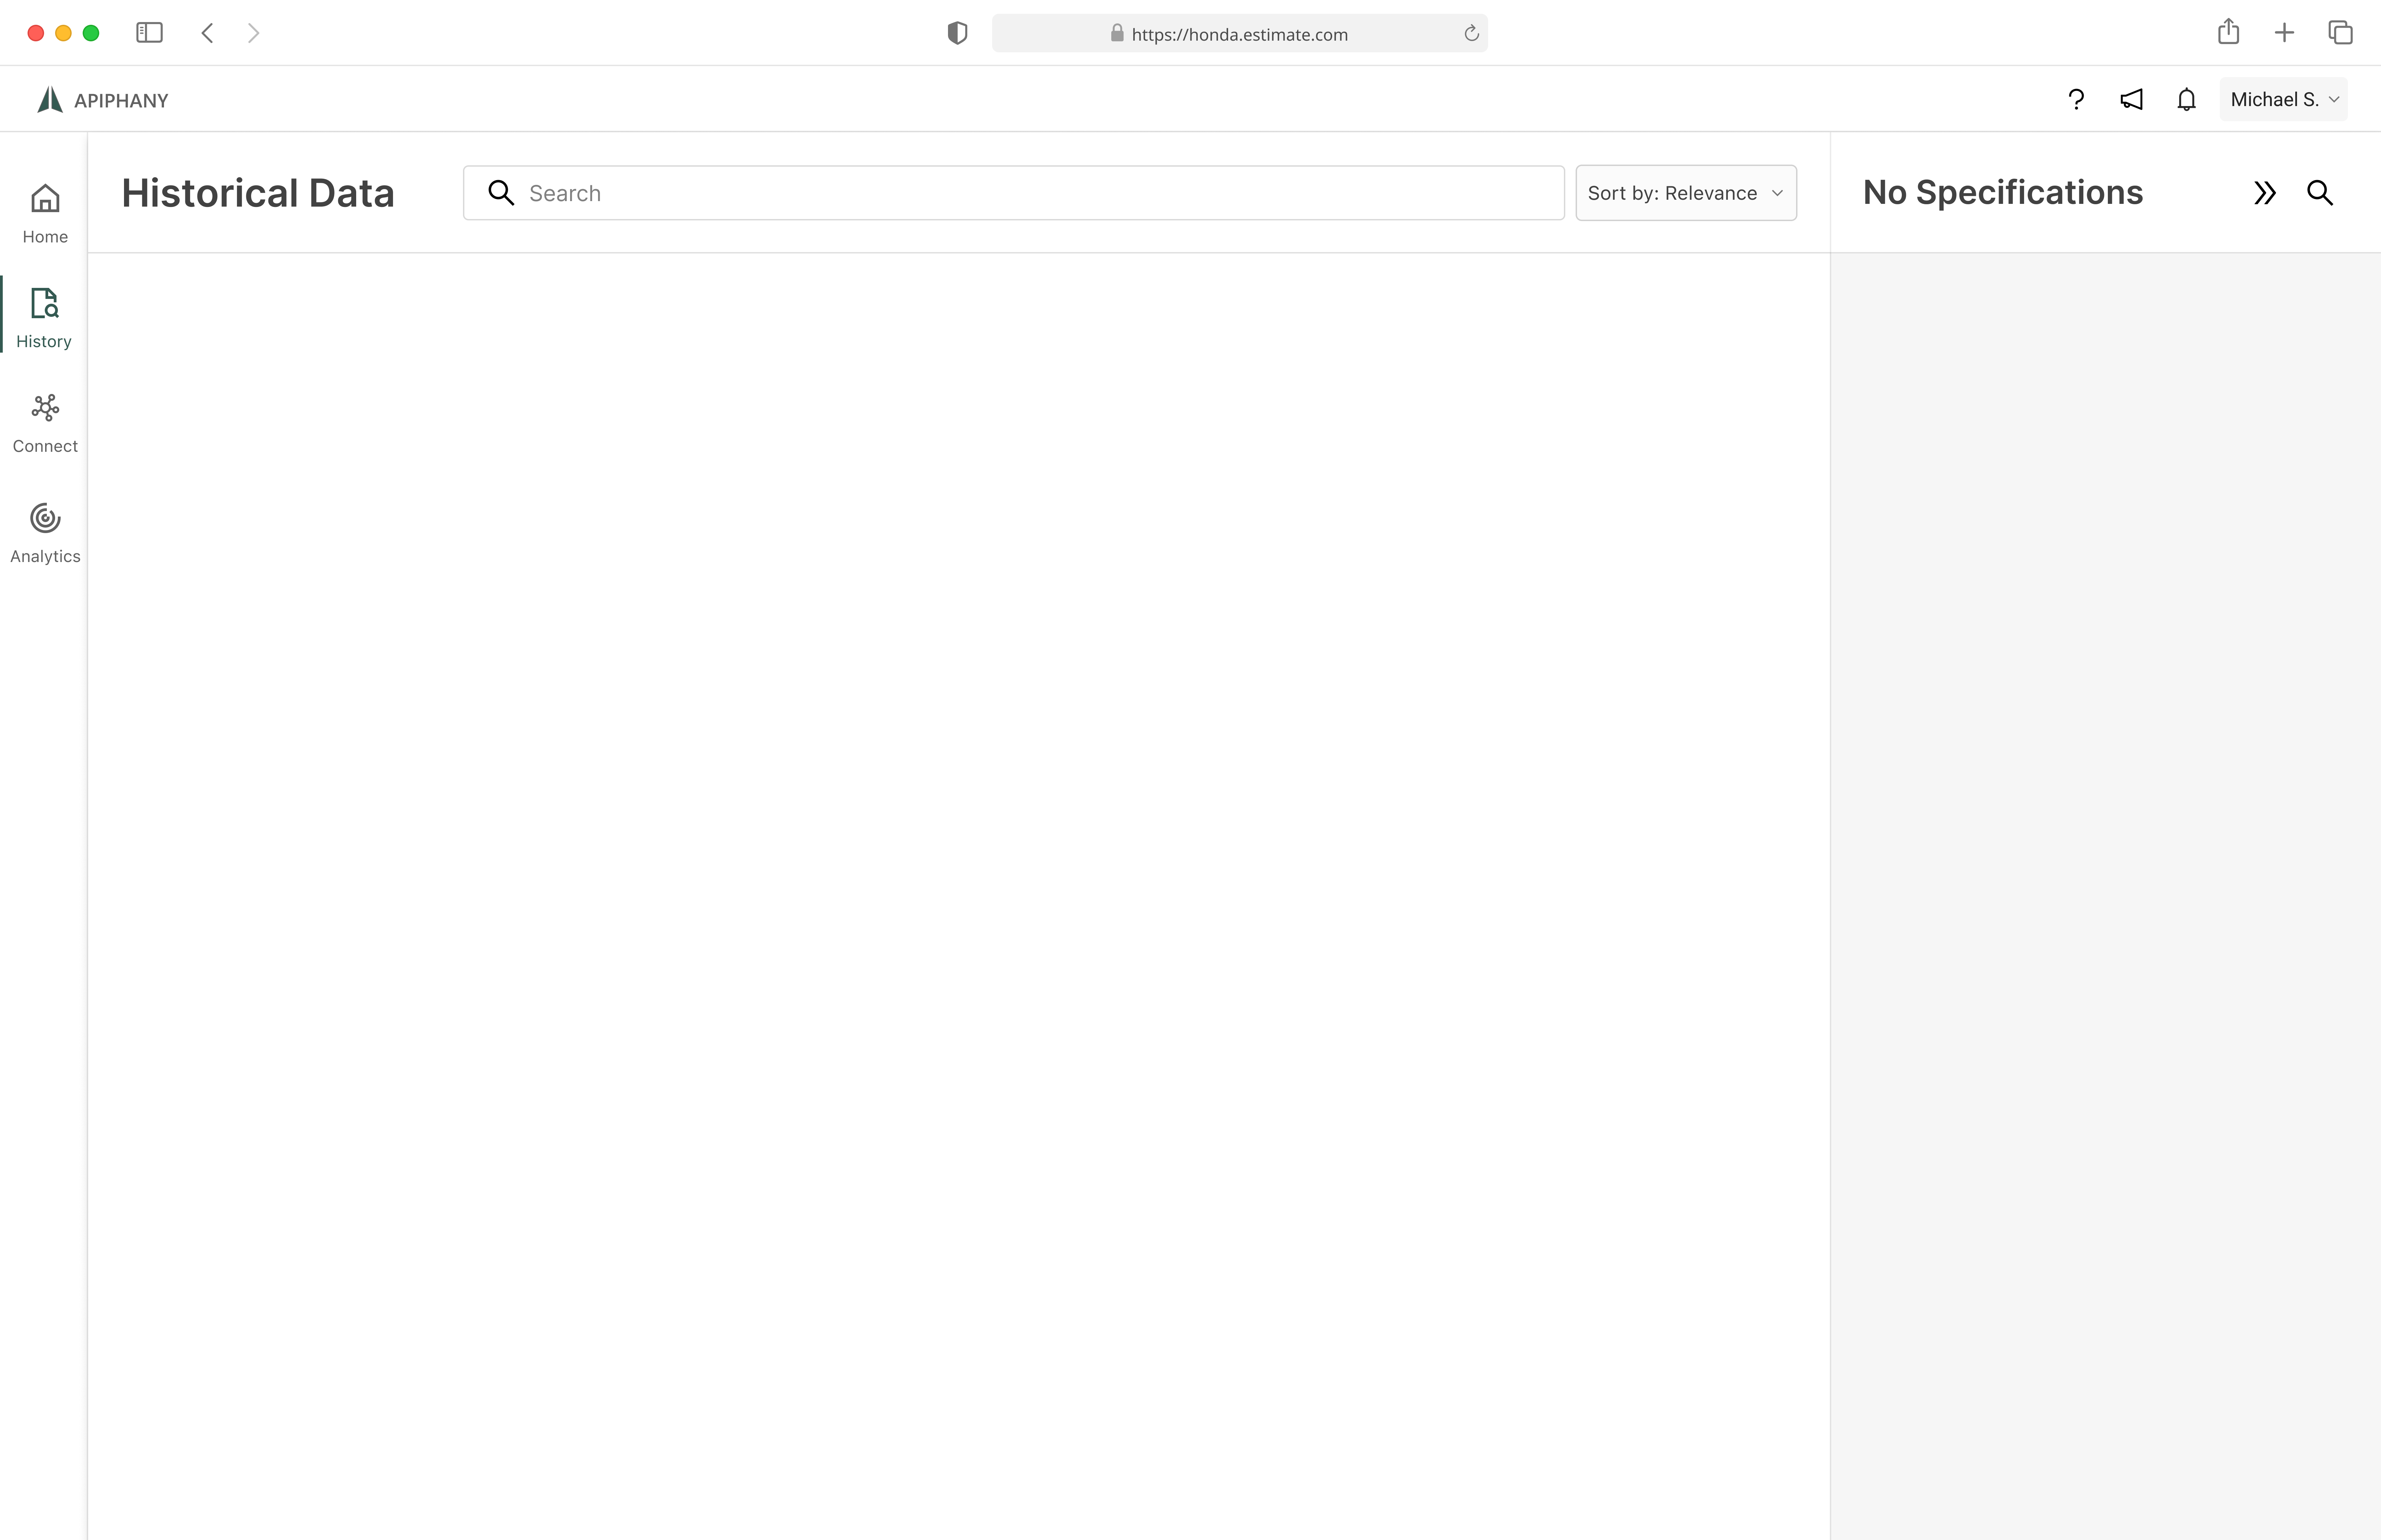 https://honda.estimate.com
APIPHANY
Michael S.
Home
History
Connect
Analytics
Historical Data
Search
Sort by: Relevance
No Specifications